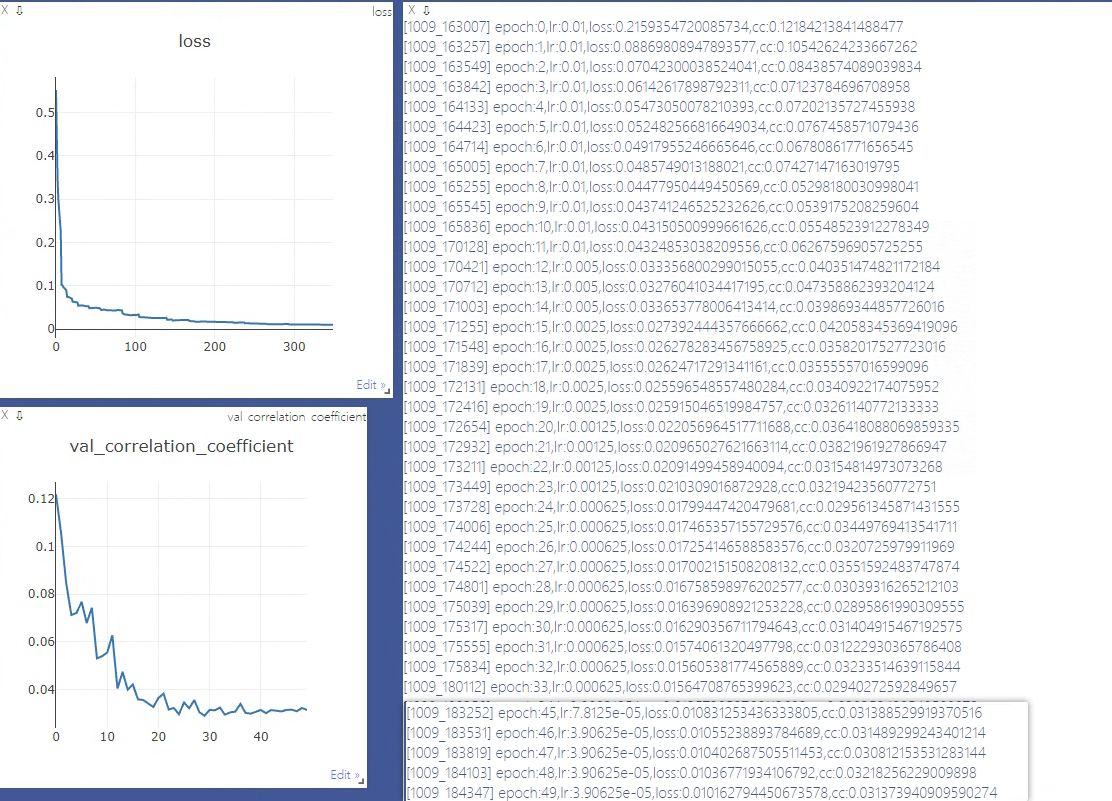 loss
loss
0.5
0.4
0.3
0.2
0.1
0
0 100 200 300
Edit »
val correlation coefficient
val_correlation_coefficient
0.12
0.1
0.08
0.06
0.04
0 10 20 30 40
Edit »
[1009_163007] epoch:0,lr:0.01,loss:0.2159354720085734,cc:0.12184213841488477
[1009_163257] epoch:1,lr:0.01,loss:0.08869808947893577,cc:0.10542624233667262
[1009_163549] epoch:2,lr:0.01,loss:0.07042300038524041,cc:0.08438574089039834
[1009_163842] epoch:3,lr:0.01,loss:0.06142617898792311,cc:0.07123784696708958
[1009_164133] epoch:4,lr:0.01,loss:0.05473050078210393,cc:0.07202135727455938
[1009_164423] epoch:5,lr:0.01,loss:0.052482566816649034,cc:0.0767458571079436
[1009_164714] epoch:6,lr:0.01,loss:0.04917955246665646,cc:0.06780861771656545
[1009_165005] epoch:7,lr:0.01,loss:0.0485749013188021,cc:0.07427147163019795
[1009_165255] epoch:8,lr:0.01,loss:0.04477950449450569,cc:0.05298180030998041
[1009_165545] epoch:9,lr:0.01,loss:0.043741246525232626,cc:0.0539175208259604
[1009_165836] epoch:10,lr:0.01,loss:0.043150500999661626,cc:0.05548523912278349
[1009_170128] epoch:11,lr:0.01,loss:0.04324853038209556,cc:0.06267596905725255
[1009_170421] epoch:12,lr:0.005,loss:0.033356800299015055,cc:0.040351474821172184
[1009_170712] epoch:13,lr:0.005,loss:0.03276041034417195,cc:0.047358862393204124
[1009_171003] epoch:14,lr:0.005,loss:0.033653778006413414,cc:0.039869344857726016
[1009_171255] epoch:15,lr:0.0025,loss:0.027392444357666662,cc:0.042058345369419096
[1009_171548] epoch:16,lr:0.0025,loss:0.026278283456758925,cc:0.03582017527723016
[1009_171839] epoch:17,lr:0.0025,loss:0.02624717291341161,cc:0.03555557016599096
[1009_172131] epoch:18,lr:0.0025,loss:0.025596548557480284,cc:0.0340922174075952
[1009_172416] epoch:19,lr:0.0025,loss:0.025915046519984757,cc:0.03261140772133333
[1009_172654] epoch:20,lr:0.00125,loss:0.022056964517711688,cc:0.036418088069859335
[1009_172932] epoch:21,lr:0.00125,loss:0.020965027621663114,cc:0.03821961927866947
[1009_173211] epoch:22,lr:0.00125,loss:0.02091499458940094,cc:0.03154814973073268
[1009_173449] epoch:23,lr:0.00125,loss:0.0210309016872928,cc:0.03219423560772751
[1009_173728] epoch:24,lr:0.000625,loss:0.01799447420479681,cc:0.029561345871431555
[1009_174006] epoch:25,lr:0.000625,loss:0.01746535715572 9576,cc:0.03449769413541711
[1009_174244] epoch:26,lr:0.000625,loss:0.017254146588583576,cc:0.0320725979911969
[1009_174522] epoch:27,lr:0.000625,loss:0.01700215150820 8132,cc:0.03551592483747874
[1009_174801] epoch:28,lr:0.000625,loss:0.016758598976202577,cc:0.03039316265212103
[1009_175039] epoch:29,lr:0.000625,loss:0.016396908921253228,cc:0.02895861990309555
[1009_175317] epoch:30,lr:0.000625,loss:0.016290356711794643,cc:0.031404915467192575
[1009_175555] epoch:31,lr:0.000625,loss:0.01574061320497798,cc:0.031222930365786408
[1009_175834] epoch:32,lr:0.000625,loss:0.015605381774565889,cc:0.03233514639115844
[1009_180112] epoch:33,lr:0.000625,loss:0.01564708765399623,cc:0.02940272592849657
[1009_183252] epoch:45,lr:7.8125e-05,loss:0.010831253436333805,cc:0.031388529919370516
[1009_183531] epoch:46,lr:3.90625e-05,loss:0.01055238893784689,cc:0.031489299243401214
[1009_183819] epoch:47,lr:3.90625e-05,loss:0.010402687505511453,cc:0.030812153531283144
[1009_184103] epoch:48,lr:3.90625e-05,loss:0.01036771934106792,cc:0.03218256229009898
[1009_184347] epoch:49,lr:3.90625e-05,loss:0.010162794450673578,cc:0.031373940909590274